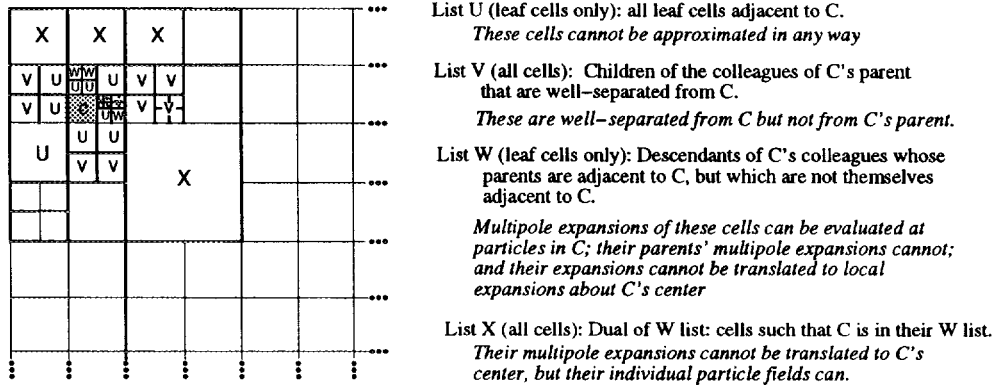 List U (leaf cells only): all leaf cells adjacent to C.
These cells cannot be approximated in any way
List V (all cells): Children of the colleagues of C's parent
that are well-separated from C.
These are well-separated from C but not from C's parent.
List W (leaf cells only): Descendants of C's colleagues whose
parents are adjacent to C, but which are not themselves
adjacent to C.
Multipole expansions of these cells can be evaluated at
particles in C; their parents' multipole expansions cannot;
and their expansions cannot be translated to local
expansions about C's center
List X (all cells): Dual of W list: cells such that C is in their W list.
Their multipole expansions cannot be translated to C's
center, but their individual particle fields can.
X X X
V U W W U V V
U U
V U C U W V V
U U U
V V X